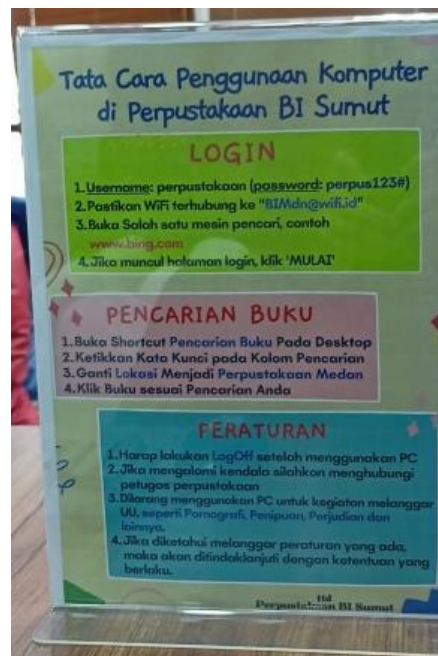 Tata Cara Penggunaan Komputer
di Perpustakaan BI Sumut
LOGIN
1. Username: perpustakaan (password: perpus123#)
2. Pastikan WiFi terhubung ke "BIMdn@wifi.id"
3. Buka Salah satu mesin pencari, contoh
www.bing.com
4. Jika muncul halaman login, klik 'MULAI'
PENCARIAN BUKU
1. Buka Shortcut Pencarian Buku Pada Desktop
2. Ketikkan Kata Kunci pada Kolom Pencarian
3. Ganti Lokasi Menjadi Perpustakaan Medan
4. Klik Buku sesuai Pencarian Anda
PERATURAN
1. Harap lakukan LogOff setelah menggunakan PC
2. Jika mengalami kendala silahkan menghubungi
petugas perpustakaan
3. Dilarang menggunakan PC untuk kegiatan melanggar
UU, seperti Pornografi, Penipuan, Perjudian dan
lainnya.
4. Jika diketahui melanggar peraturan yang ada,
maka akan ditindaklanjuti dengan ketentuan yang
berlaku.
ttd
Perpustakaan BI Sumut